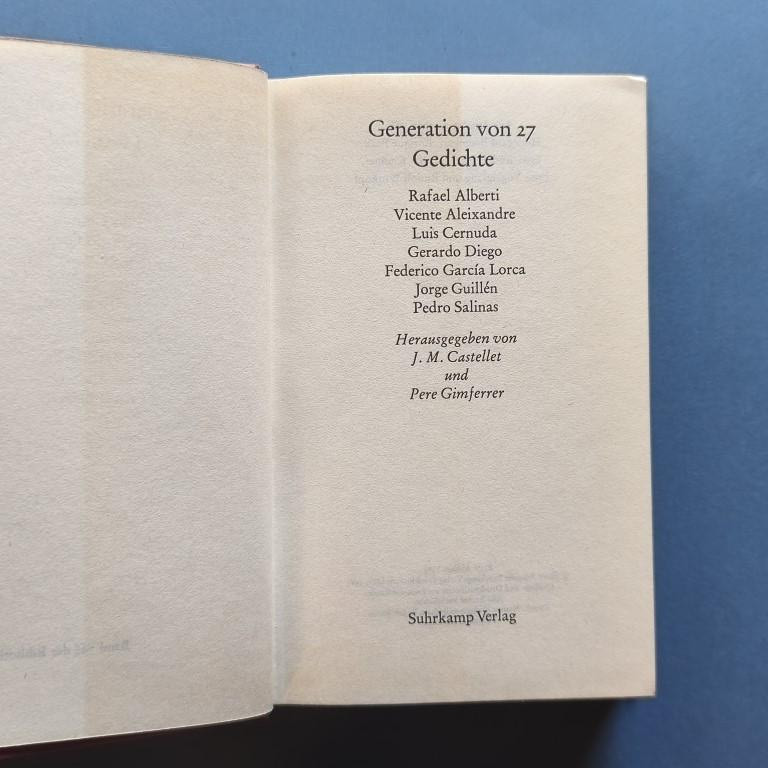 Generation von 27
Gedichte
Rafael Alberti
Vicente Aleixandre
Luis Cernuda
Gerardo Diego
Federico García Lorca
Jorge Guillén
Pedro Salinas
Herausgegeben von
J. M. Castellet
und
Pere Gimferrer
Suhrkamp Verlag